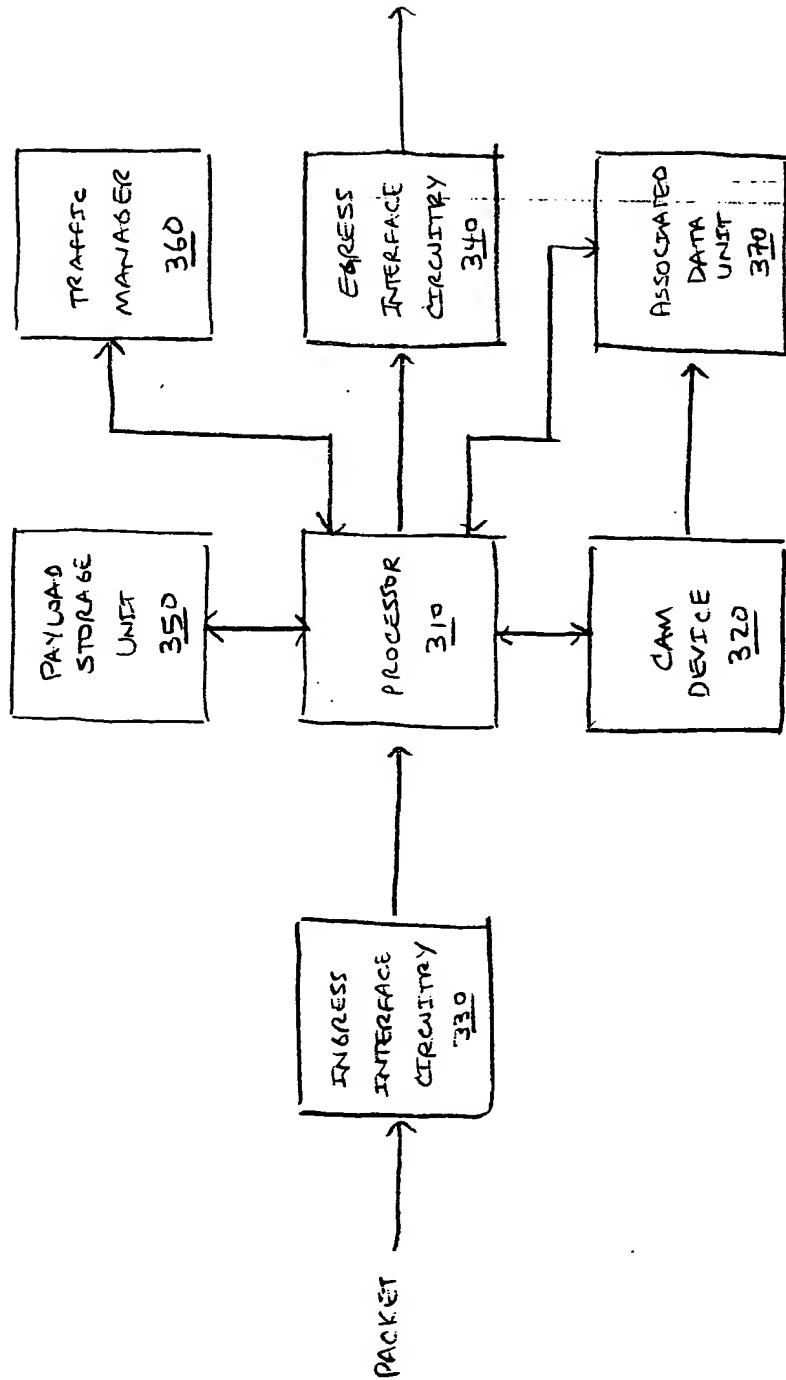 PACKET
INGRESS
INTERFACE
CIRCUITRY
330
PAYLOAD
STORAGE
UNIT
350
PROCESSOR
310
CAM
DEVICE
320
TRAFFIC
MANAGER
360
EGRESS
INTERFACE
CIRCUITRY
340
ASSOCIATED
DATA
UNIT
370